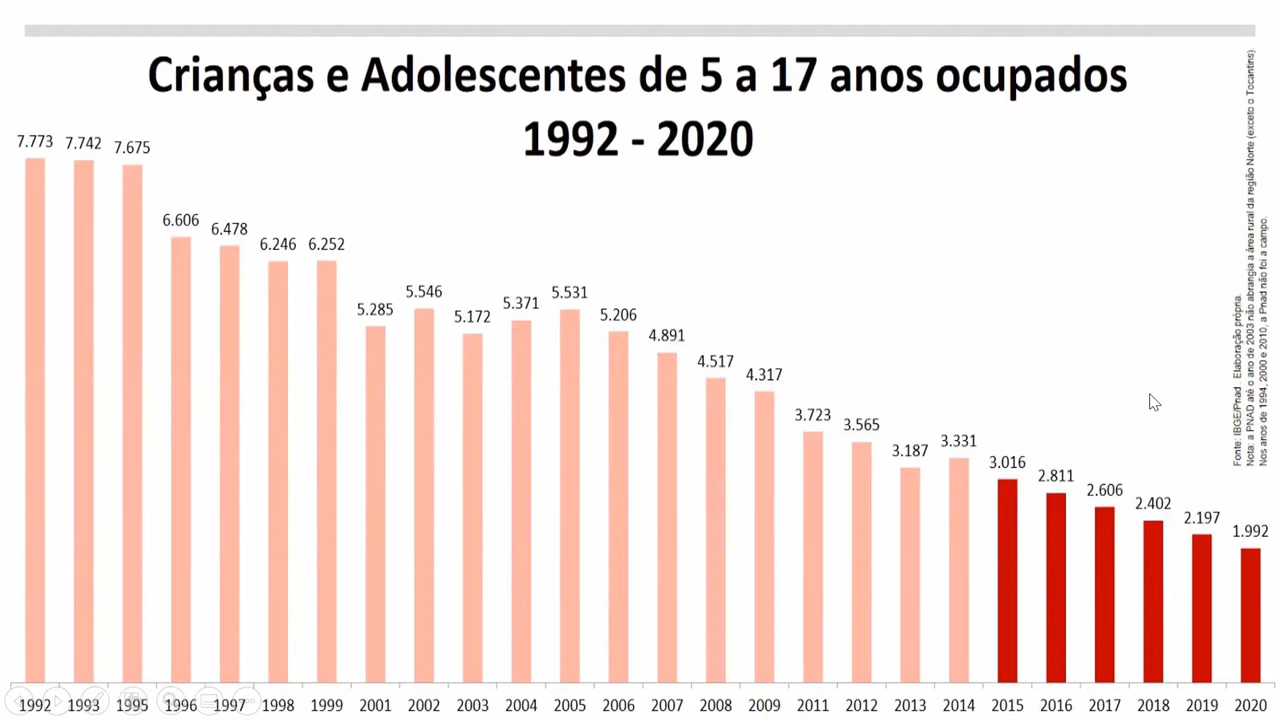 Crianças e Adolescentes de 5 a 17 anos ocupados
1992 - 2020
7.773 7.742 7.675 6.606 6.478 6.246 6.252 5.285 5.546 5.172 5.371 5.531 5.206 4.891 4.517 4.317 3.723 3.565 3.187 3.331 3.016 2.811 2.606 2.402 2.197 1.992
1992 1993 1995 1996 1997 1998 1999 2001 2002 2003 2004 2005 2006 2007 2008 2009 2011 2012 2013 2014 2015 2016 2017 2018 2019 2020
Fonte: IBGE/Pnad . Elaboração própria.
Nota: a PNAD até o ano de 2003 não abrangia a área rural da região Norte (exceto o Tocantins).
Nos anos de 1994, 2000 e 2010, a Pnad não foi a campo.